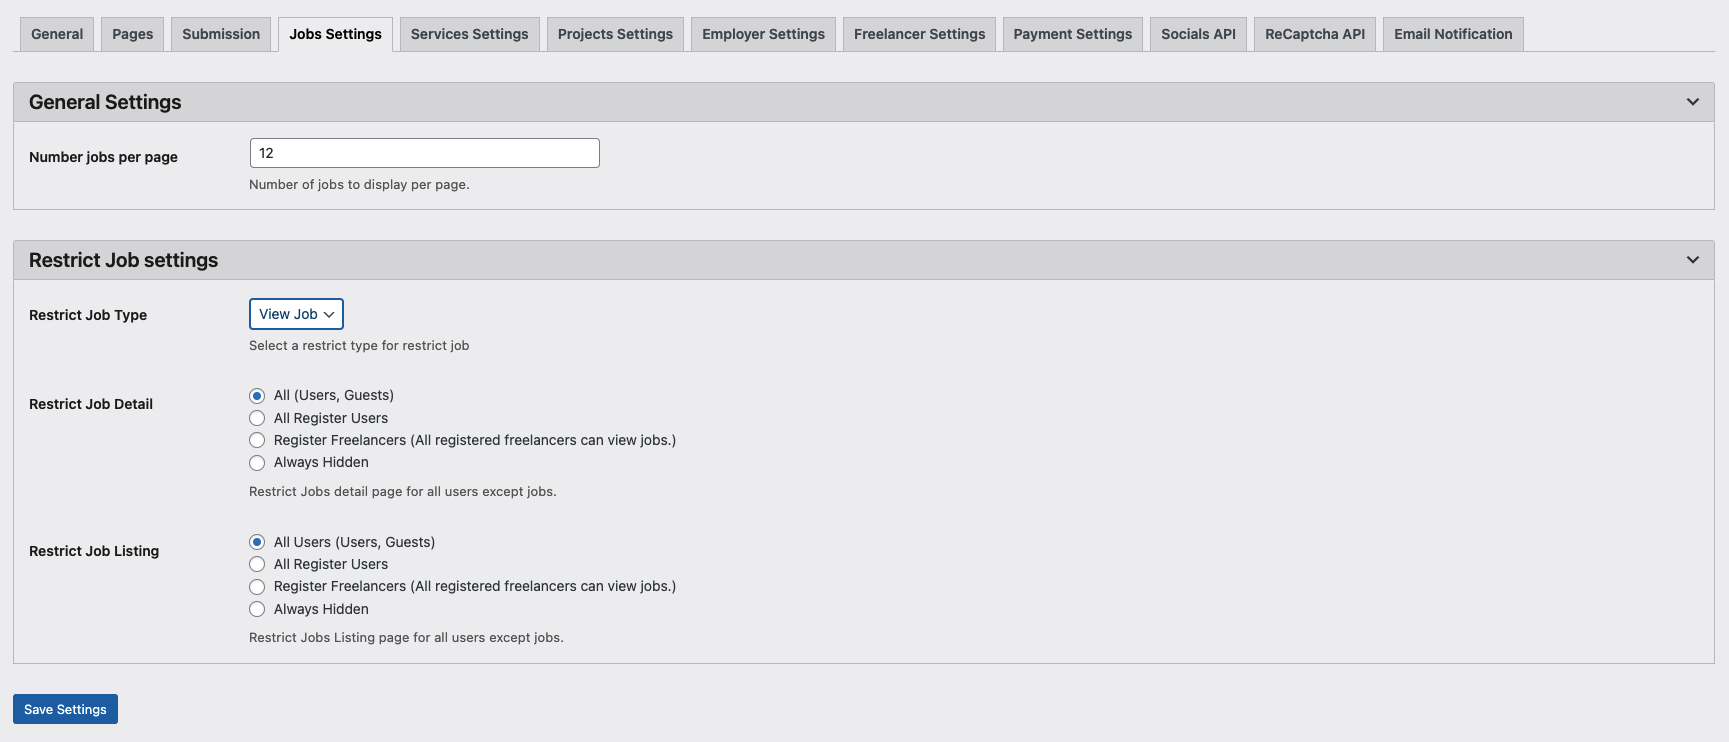 General Pages Submission Jobs Settings Services Settings Projects Settings Employer Settings Freelancer Settings Payment Settings Socials API ReCaptcha API Email Notification
General Settings
Number jobs per page 12
Number of jobs to display per page.
Restrict Job settings
Restrict Job Type View Job
Select a restrict type for restrict job
Restrict Job Detail
All (Users, Guests)
All Register Users
Register Freelancers (All registered freelancers can view jobs.)
Always Hidden
Restrict Jobs detail page for all users except jobs.
Restrict Job Listing
All Users (Users, Guests)
All Register Users
Register Freelancers (All registered freelancers can view jobs.)
Always Hidden
Restrict Jobs Listing page for all users except jobs.
Save Settings